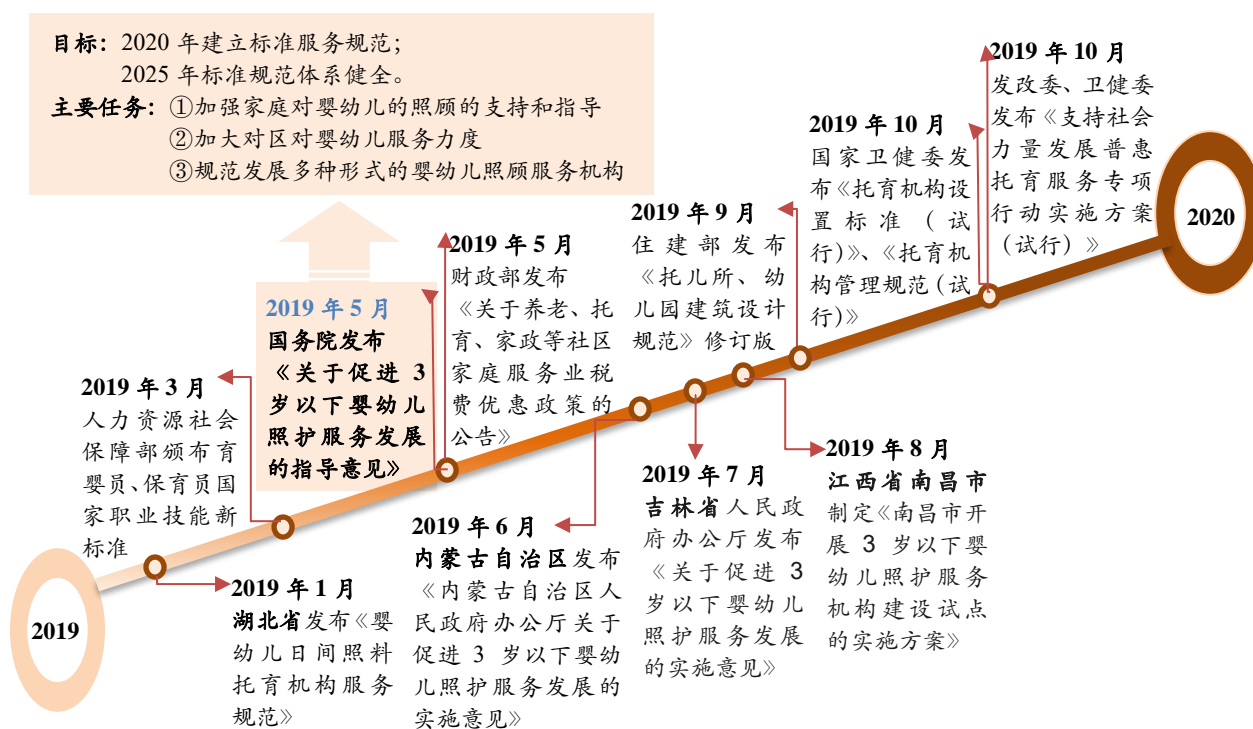 目标：2020 年建立标准服务规范；
2025 年标准规范体系健全。
主要任务：①加强家庭对婴幼儿的照顾的支持和指导
②加大对区对婴幼儿服务力度
③规范发展多种形式的婴幼儿照顾服务机构
2019
2019 年 1 月
湖北省发布《婴
幼儿日间照料
托育机构服务
规范》
2019 年 3 月
人力资源社会
保障部颁布育
婴员、保育员国
家职业技能新
标准
2019 年 5 月
国务院发布
《关于促进 3
岁以下婴幼儿
照护服务发展
的指导意见》
2019 年 5 月
财政部发布
《关于养老、托
育、家政等社区
家庭服务业税
费优惠政策的
公告》
2019 年 6 月
内蒙古自治区发布
《内蒙古自治区人
民政府办公厅关于
促进 3 岁以下婴幼
儿照护服务发展的
实施意见》
2019 年 7 月
吉林省人民政
府办公厅发布
《关于促进 3
岁以下婴幼儿
照护服务发展
的实施意见》
2019 年 8 月
江西省南昌市
制定《南昌市开
展 3 岁以下婴
幼儿照护服务
机构建设试点
的实施方案》
2019 年 9 月
住建部发布
《托儿所、幼
儿园建筑设计
规范》修订版
2019 年 10 月
国家卫健委发
布《托育机构设
置标准（试
行）》、《托育机
构管理规范（试
行）》
2019 年 10 月
发改委、卫健委
发布《支持社会
力量发展普惠
托育服务专项
行动实施方案
（试行）》
2020